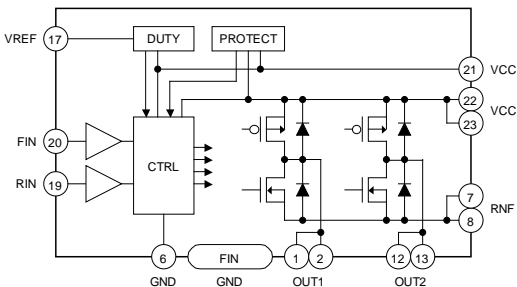 DUTY PROTECT
VREF 17
21 VCC
22 VCC
23
FIN 20
CTRL
RIN 19
7 RNF
8
6 FIN 1 2 12 13
GND GND OUT1 OUT2